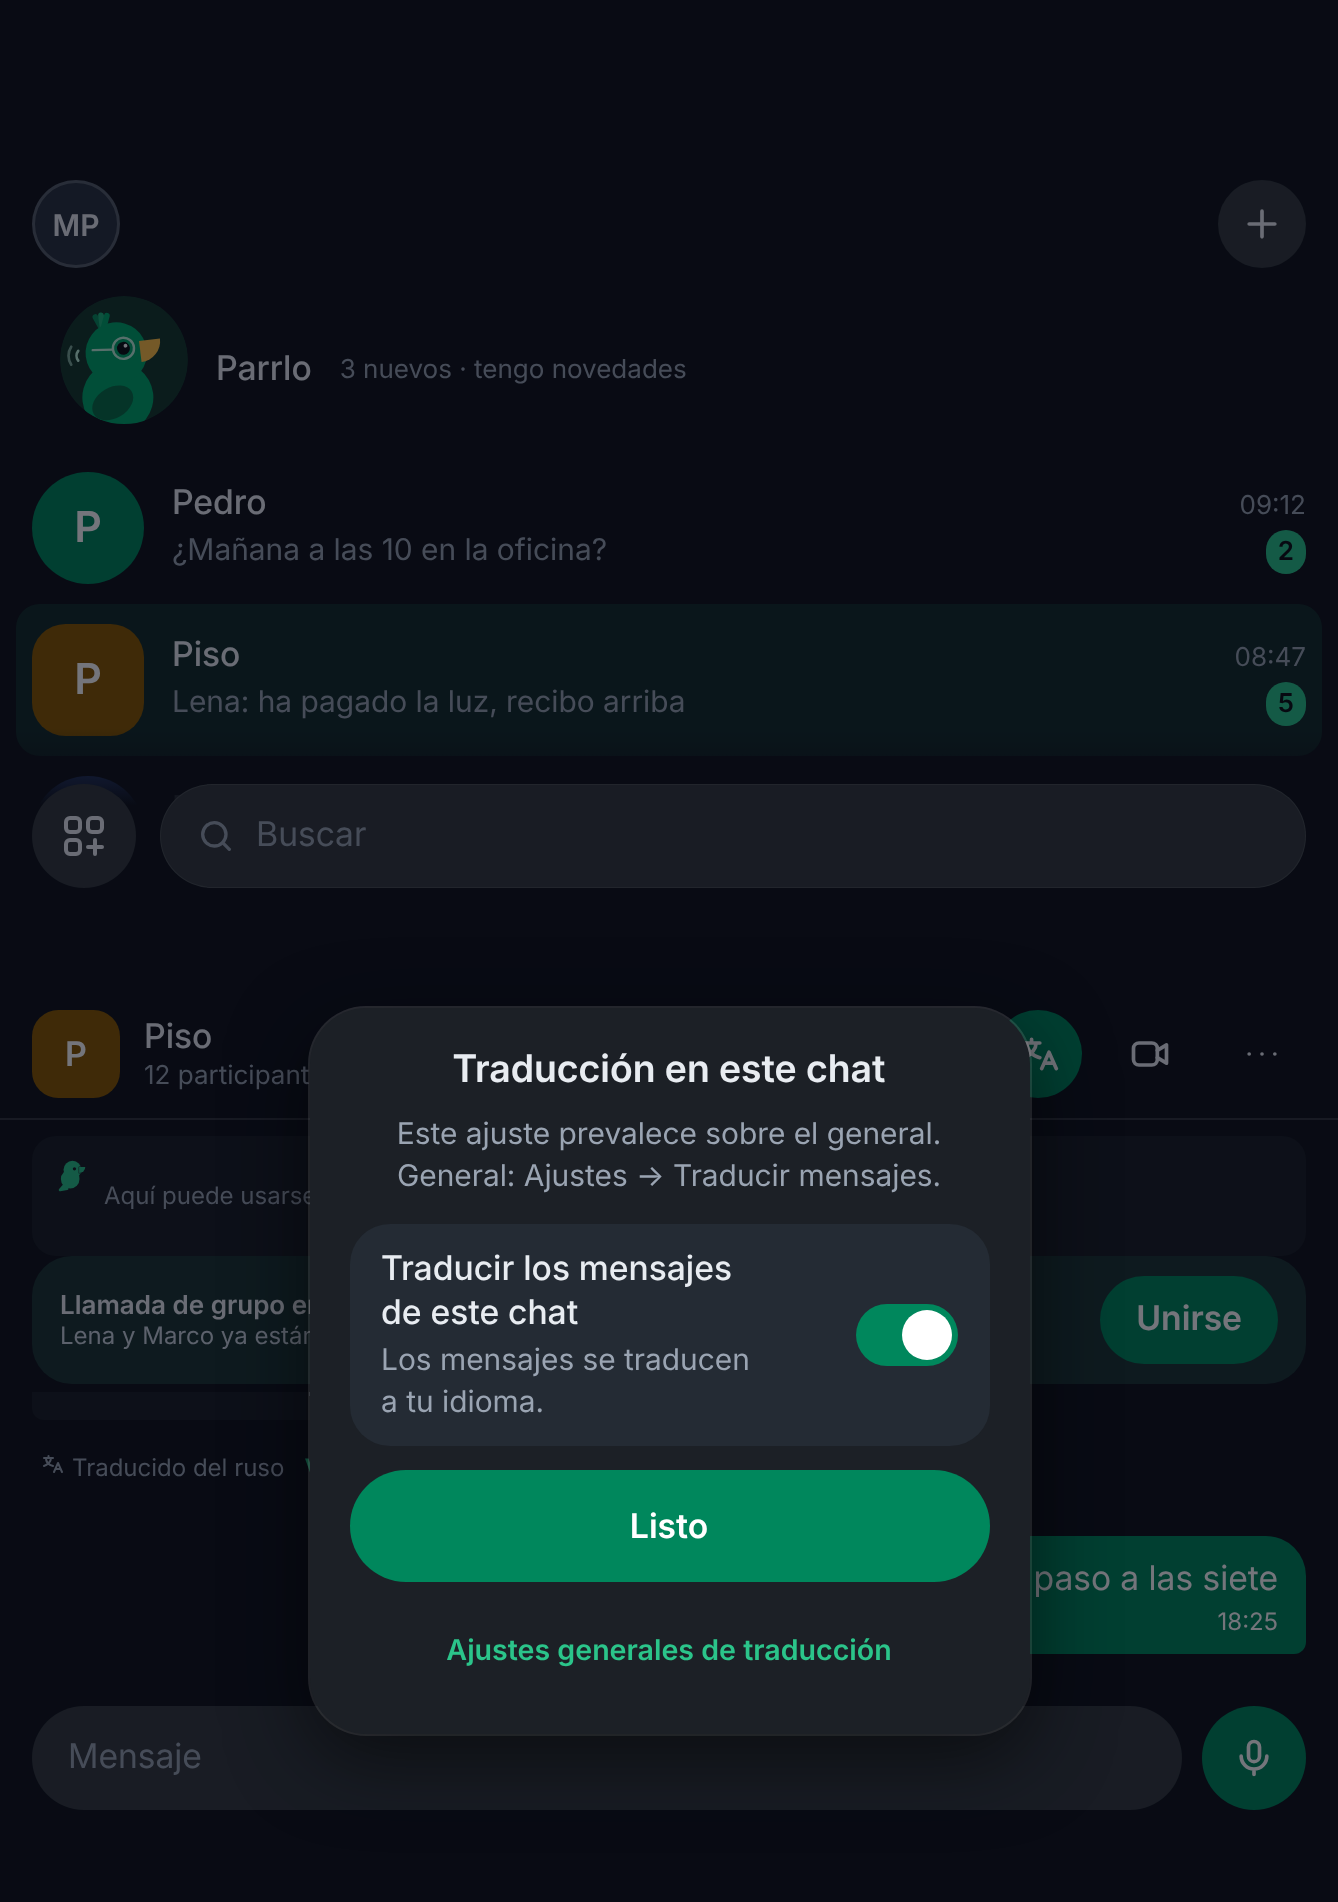 MP
Parrlo 3 nuevos · tengo novedades
P
Pedro
09:12
¿Mañana a las 10 en la oficina?
2
P
Piso
08:47
Lena: ha pagado la luz, recibo arriba
5
Buscar
P
Piso
12
Traducción en este chat
Este ajuste prevalece sobre el general.
General: Ajustes → Traducir mensajes.
Aquí puede
Traducir los mensajes
de este chat
Los mensajes se traducen
a tu idioma.
Llamada de grupo
Lena y Marco ya
Unirse
Traducido del ruso
Listo
paso a las siete
18:25
Ajustes generales de traducción
Mensaje